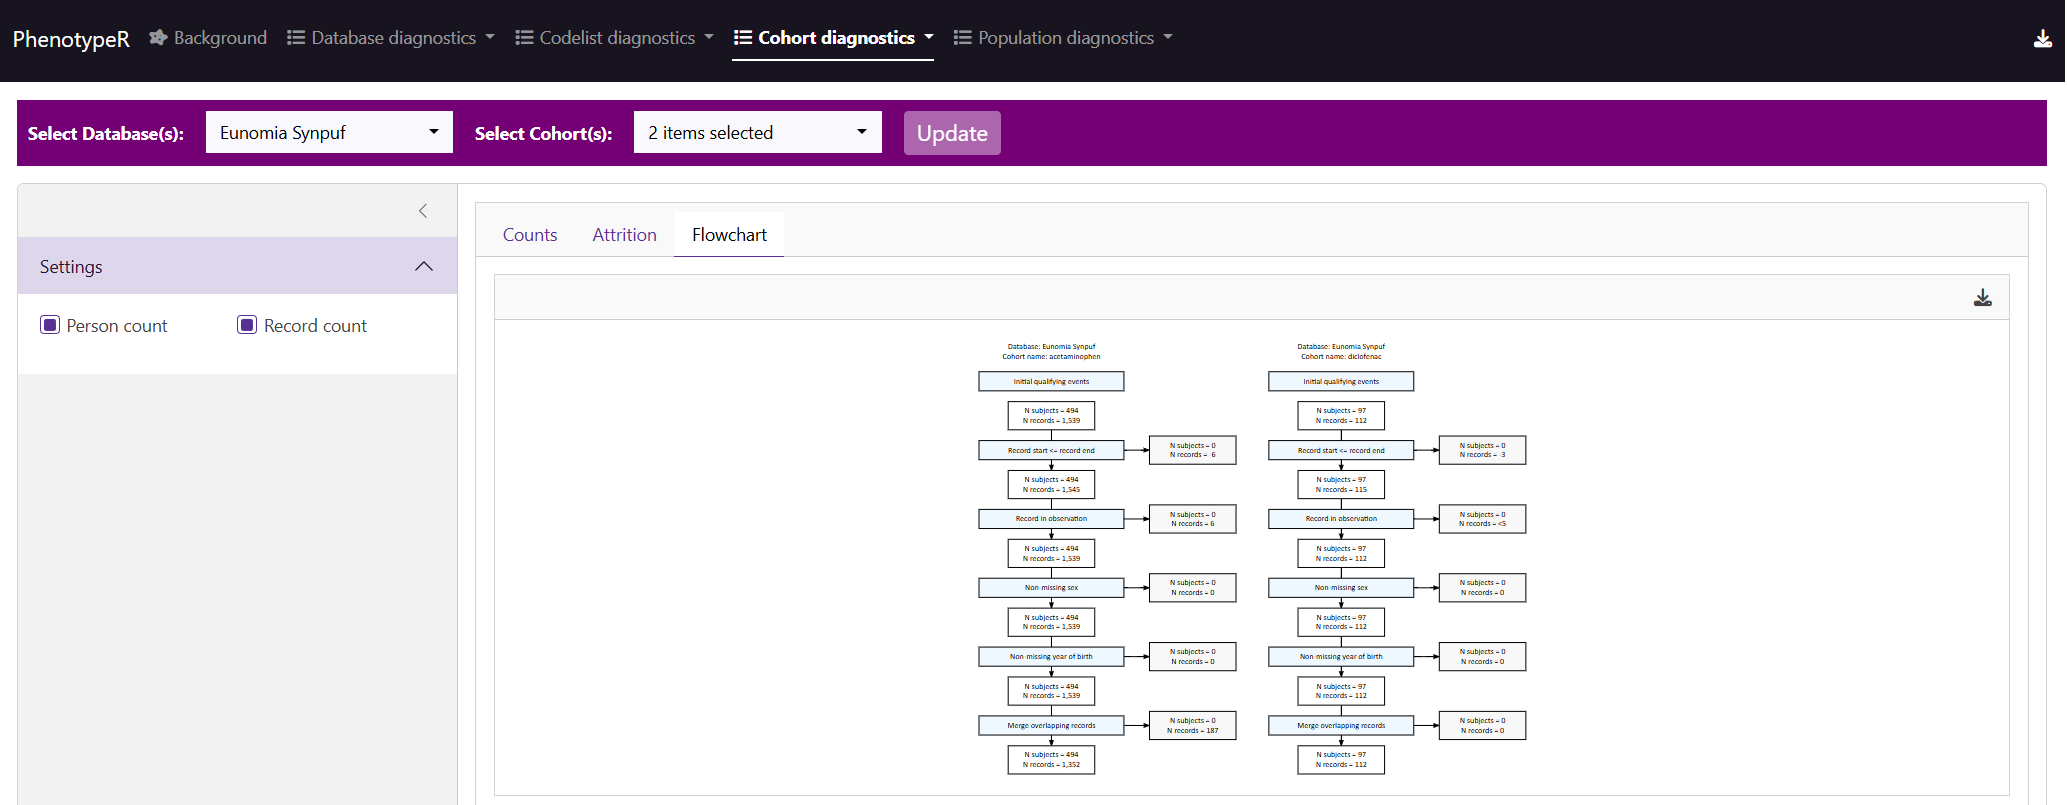 PhenotypeR Background Database diagnostics Codelist diagnostics Cohort diagnostics Population diagnostics
Select Database(s): Eunomia Synpuf Select Cohort(s): 2 items selected Update
Settings
Person count Record count
Counts Attrition Flowchart
Database: Eunomia Synpuf
Cohort name: acetaminophen
Initial qualifying events
N subjects = 494
N records = 1,539
Record start <= record end
N subjects = 0
N records = -6
N subjects = 494
N records = 1,545
Record in observation
N subjects = 0
N records = 6
N subjects = 494
N records = 1,539
Non-missing sex
N subjects = 0
N records = 0
N subjects = 494
N records = 1,539
Non-missing year of birth
N subjects = 0
N records = 0
N subjects = 494
N records = 1,539
Merge overlapping records
N subjects = 0
N records = 187
N subjects = 494
N records = 1,352
Database: Eunomia Synpuf
Cohort name: diclofenac
Initial qualifying events
N subjects = 97
N records = 112
Record start <= record end
N subjects = 0
N records = -3
N subjects = 97
N records = 115
Record in observation
N subjects = 0
N records = <5
N subjects = 97
N records = 112
Non-missing sex
N subjects = 0
N records = 0
N subjects = 97
N records = 112
Non-missing year of birth
N subjects = 0
N records = 0
N subjects = 97
N records = 112
Merge overlapping records
N subjects = 0
N records = 0
N subjects = 97
N records = 112